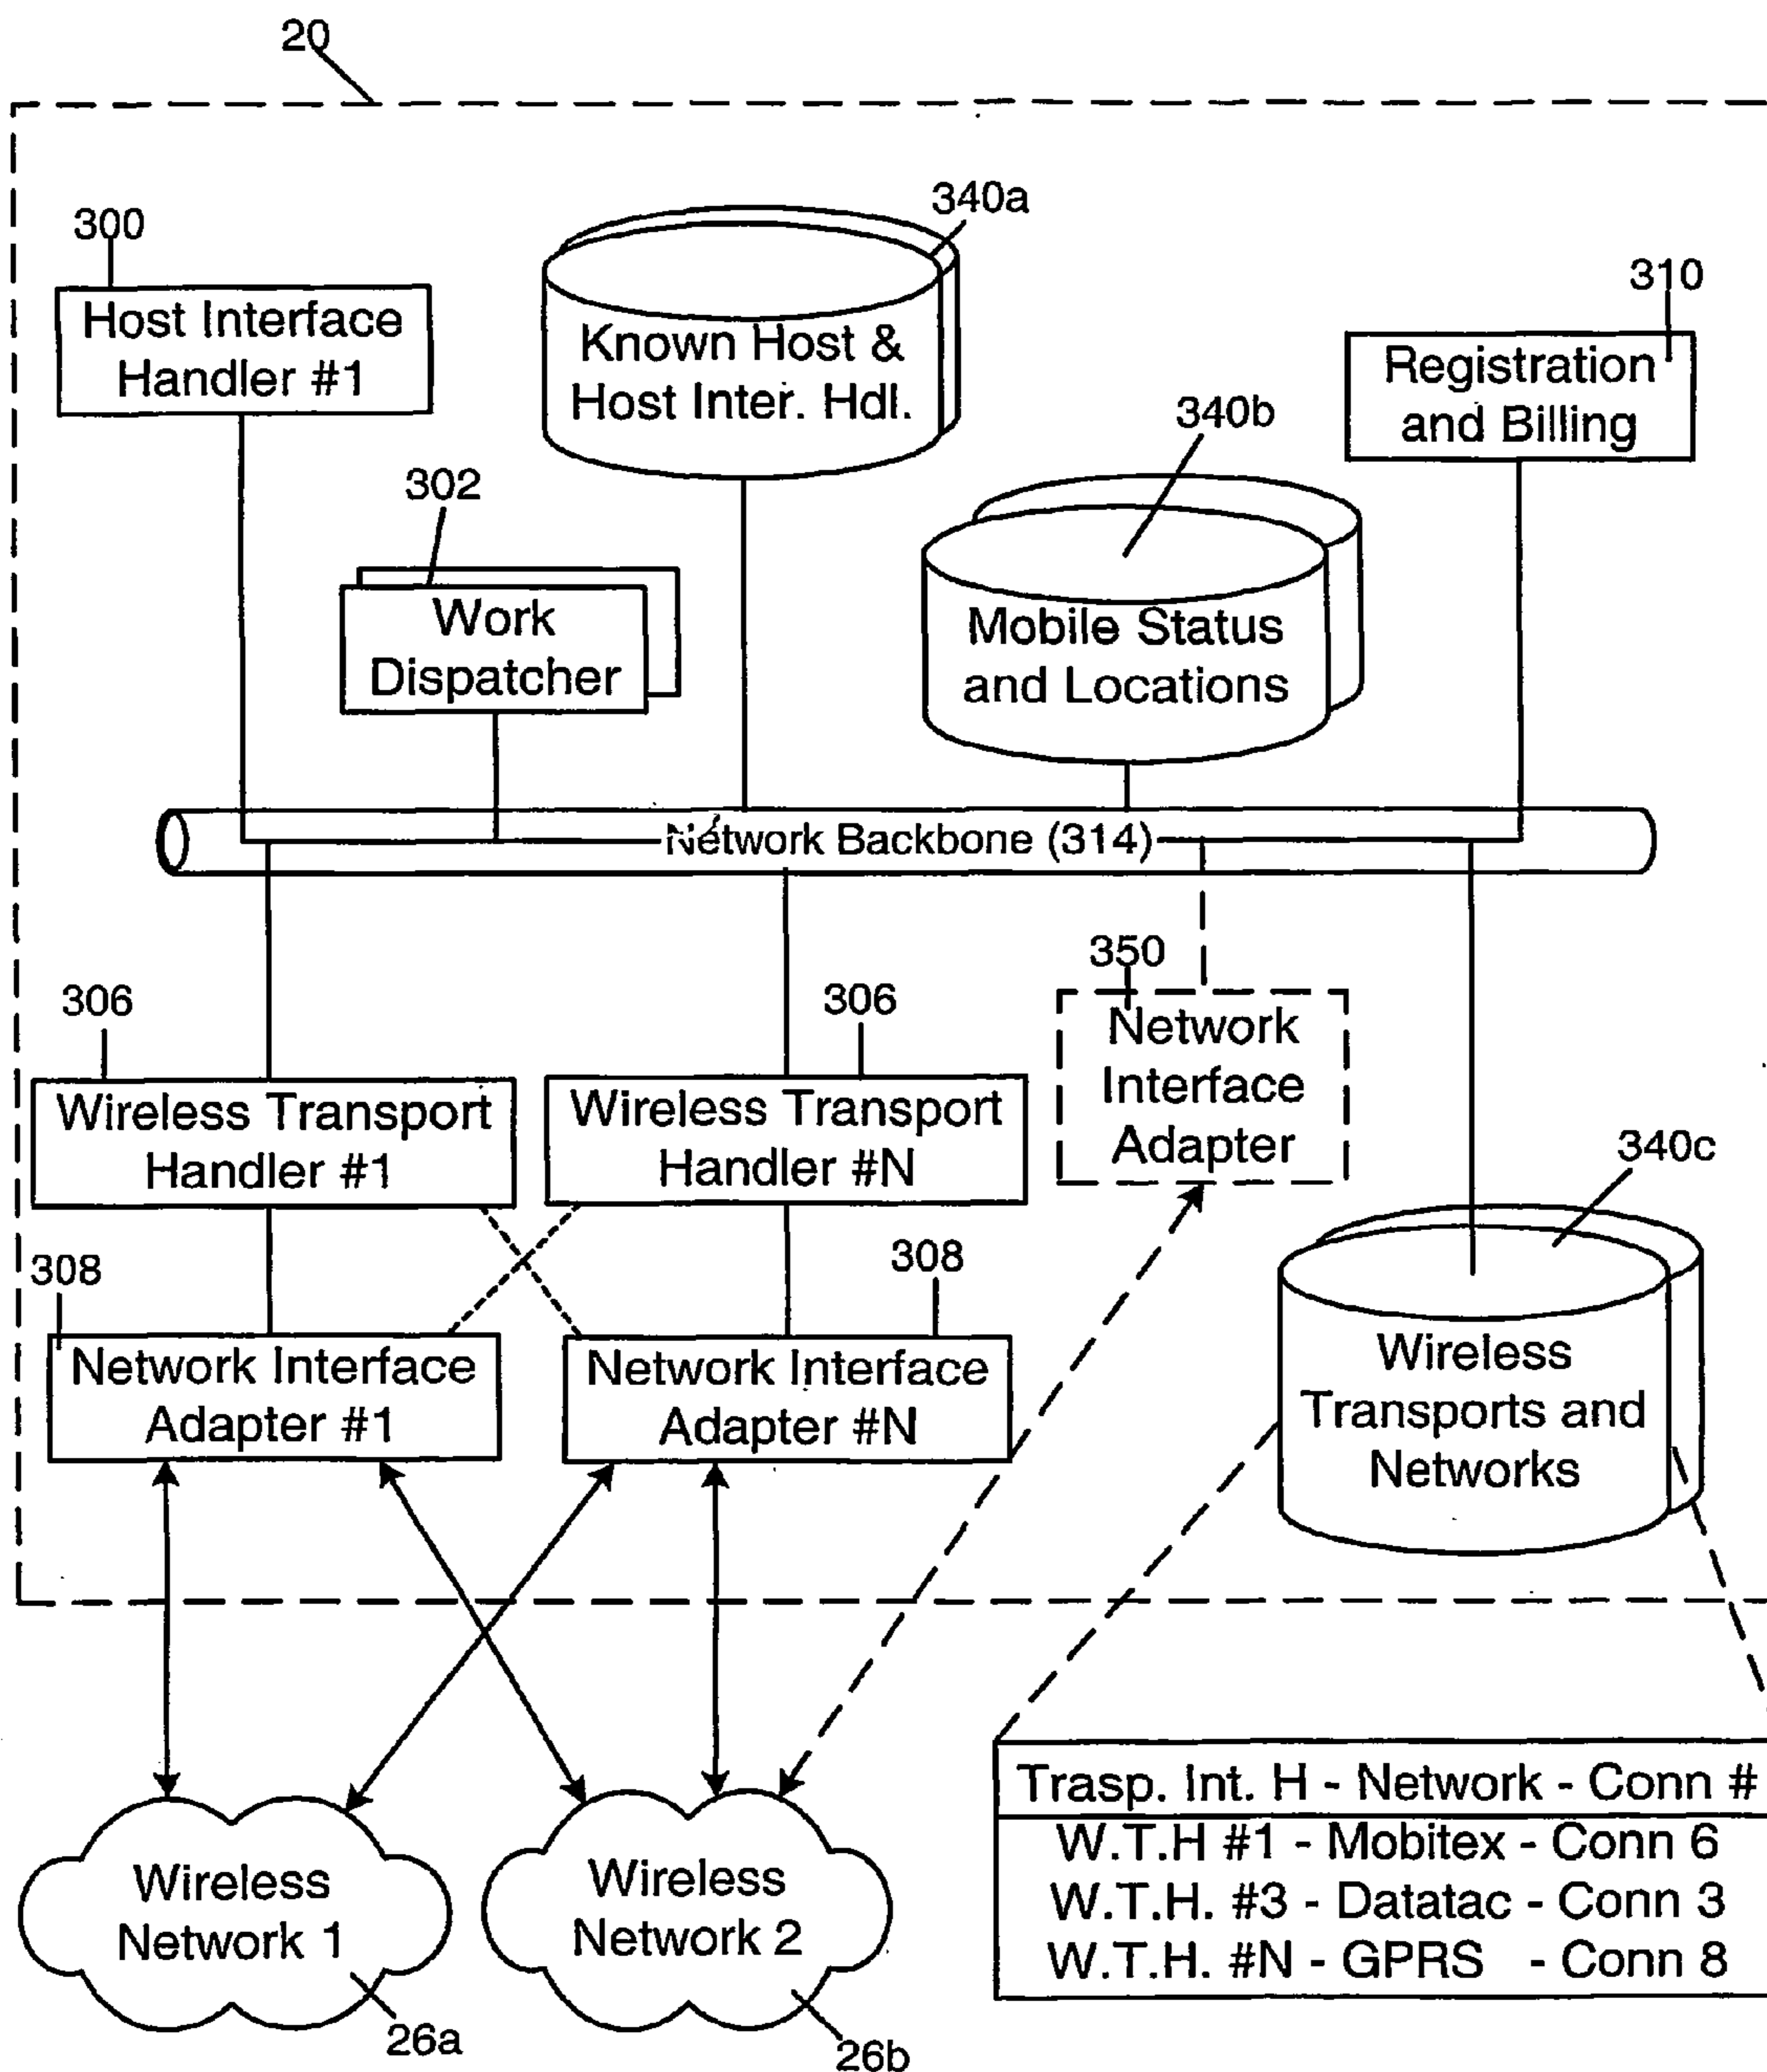 20
340a
300
310
Host Interface
Handler #1
Known Host &
Host Inter. Hdl.
Registration
and Billing
340b
302
Work
Dispatcher
Mobile Status
and Locations
Network Backbone (314)
350
306
306
Network
Interface
Adapter
Wireless Transport
Handler #1
Wireless Transport
Handler #N
340c
308
308
Network Interface
Adapter #1
Network Interface
Adapter #N
Wireless
Transports and
Networks
Trasp. Int. H - Network - Conn #
W.T.H #1 - Mobitex - Conn 6
W.T.H. #3 - Datatac - Conn 3
W.T.H. #N - GPRS - Conn 8
Wireless
Network 1
Wireless
Network 2
26a
26b